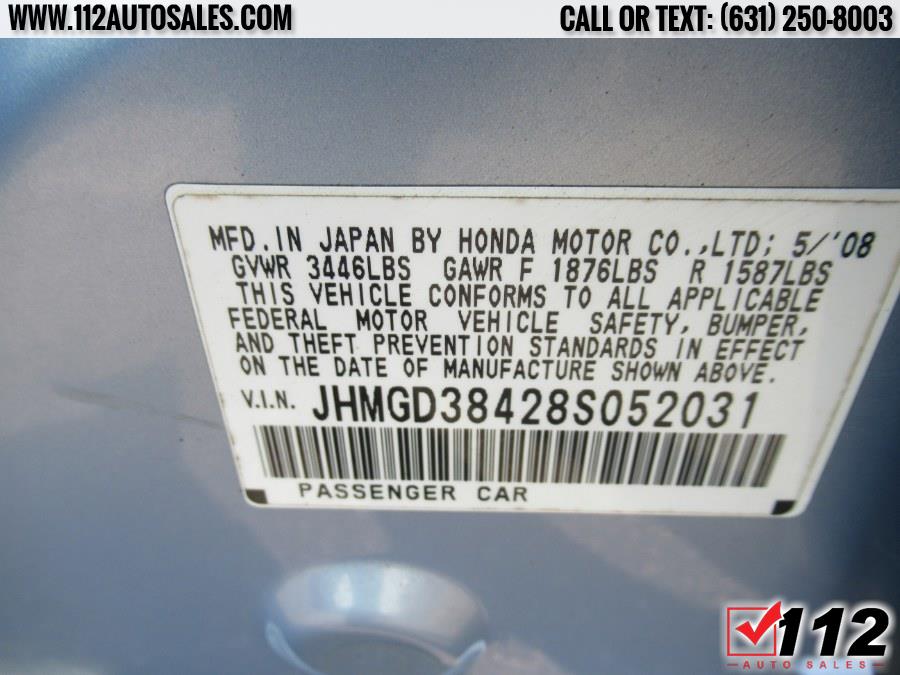 WWW.112AUTOSALES.COM CALL OR TEXT: (631) 250-8003
MFD. IN JAPAN BY HONDA MOTOR CO.,LTD; 5/'08
GVWR 3446LBS GAWR F 1876LBS R 1587LBS
THIS VEHICLE CONFORMS TO ALL APPLICABLE
FEDERAL MOTOR VEHICLE SAFETY, BUMPER,
AND THEFT PREVENTION STANDARDS IN EFFECT
ON THE DATE OF MANUFACTURE SHOWN ABOVE.
V.I.N. JHMGD38428S052031
PASSENGER CAR
112
AUTO SALES